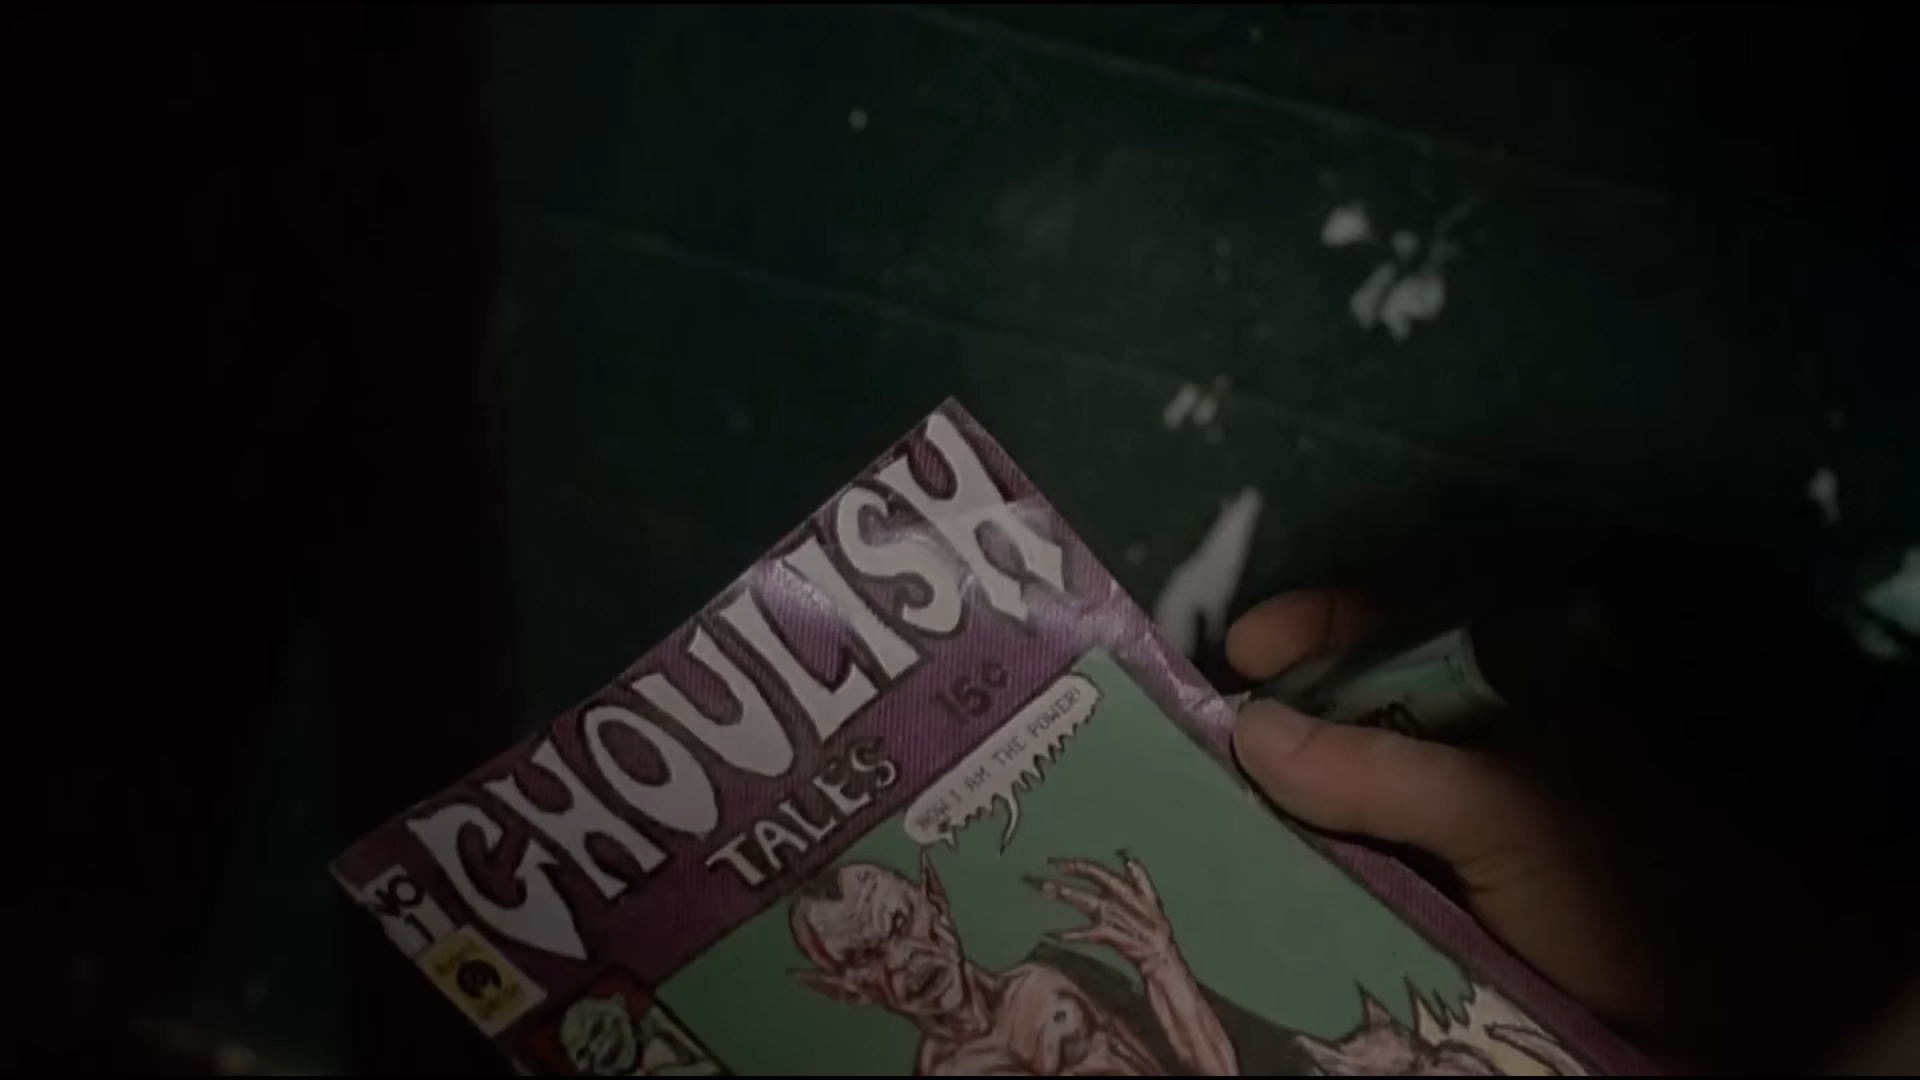 GHOULISH
TALES
15¢
NO
1
NOW I AM THE POWER!